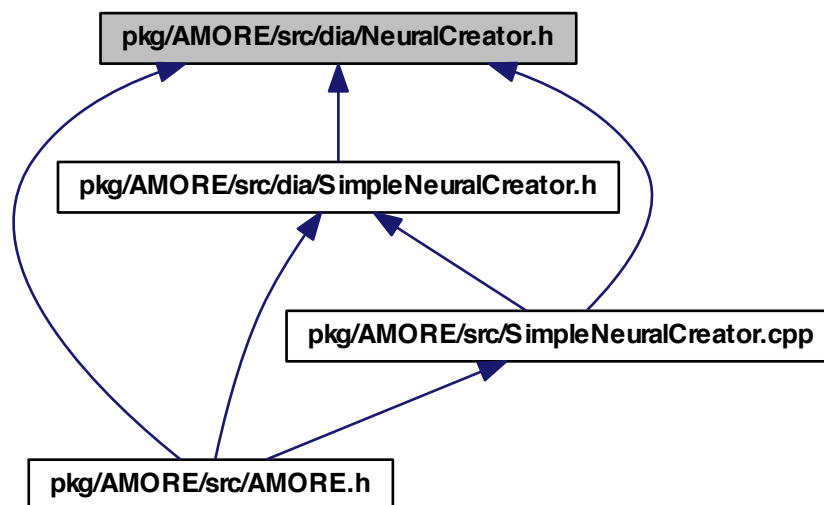 pkg/AMORE/src/dia/NeuralCreator.h
pkg/AMORE/src/dia/SimpleNeuralCreator.h
pkg/AMORE/src/SimpleNeuralCreator.cpp
pkg/AMORE/src/AMORE.h